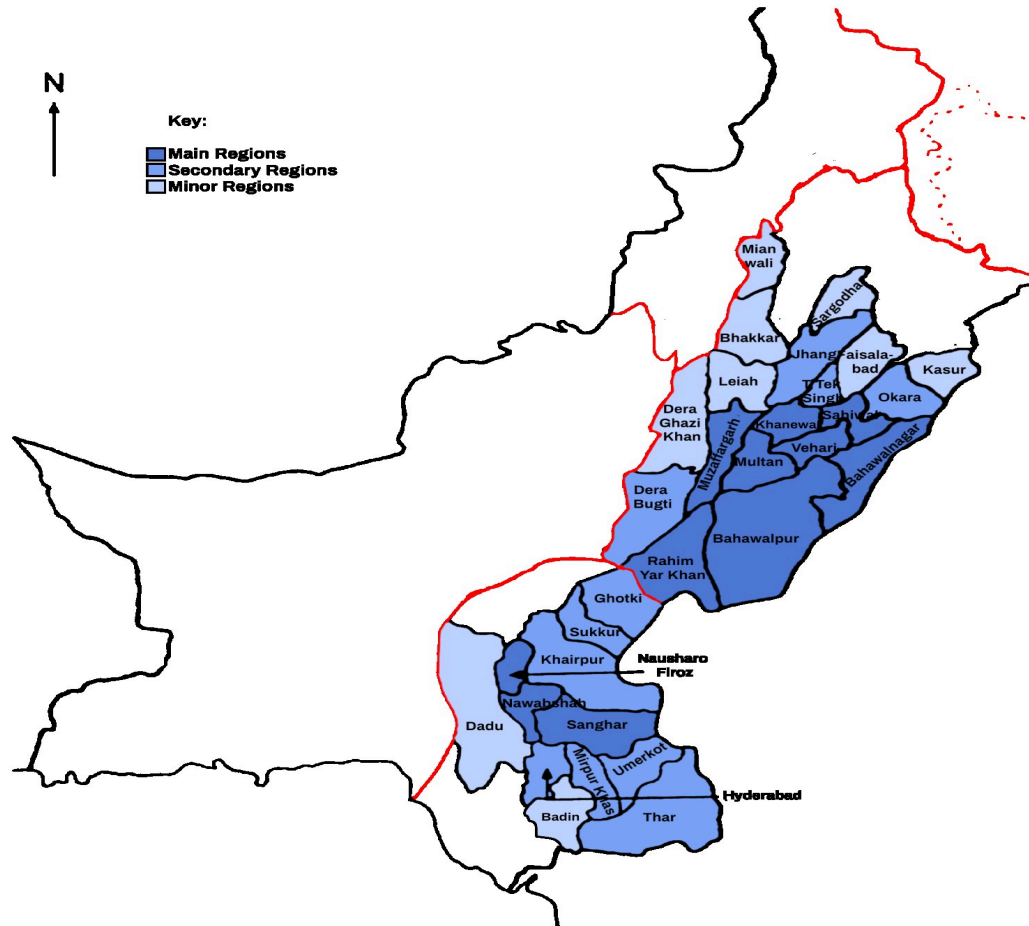 N
Key:
Main Regions
Secondary Regions
Minor Regions
Mian
wali
Sargodha
Bhakkar
Jhang
Faisala-
bad
Kasur
Leiah
T.Tek
Singh
Okara
Dera
Ghazi
Khan
Muzaffargarh
Khanewal
Sahiwal
Vehari
Bahawalnagar
Multan
Dera
Bugti
Bahawalpur
Rahim
Yar Khan
Ghotki
Sukkur
Khairpur
Nausharo
Firoz
Nawabshah
Sanghar
Dadu
Umerkot
Mirpur Khas
Hyderabad
Badin
Thar